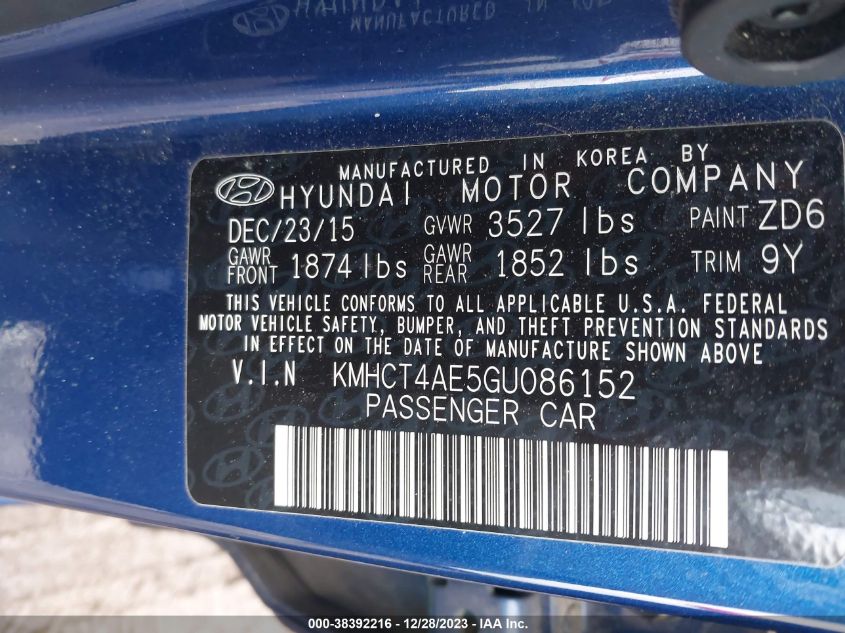 MANUFACTURED IN KOREA BY
HYUNDAI MOTOR COMPANY
DEC/23/15 GVWR 3527 lbs PAINT ZD6
GAWR FRONT 1874 lbs GAWR REAR 1852 lbs TRIM 9Y
THIS VEHICLE CONFORMS TO ALL APPLICABLE U.S.A. FEDERAL
MOTOR VEHICLE SAFETY, BUMPER, AND THEFT PREVENTION STANDARDS
IN EFFECT ON THE DATE OF MANUFACTURE SHOWN ABOVE
V.I.N KMHCT4AE5GU086152
PASSENGER CAR
000-38392216 - 12/28/2023 - IAA Inc.